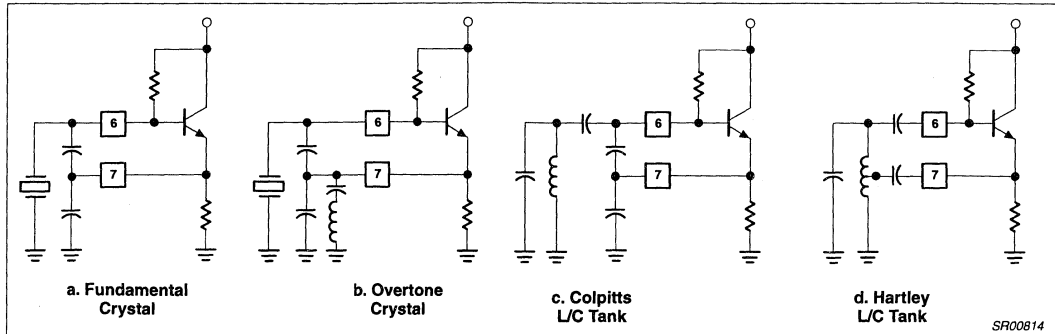 6
7
6
7
6
7
6
7
a. Fundamental
Crystal
b. Overtone
Crystal
c. Colpitts
L/C Tank
d. Hartley
L/C Tank
SR00814